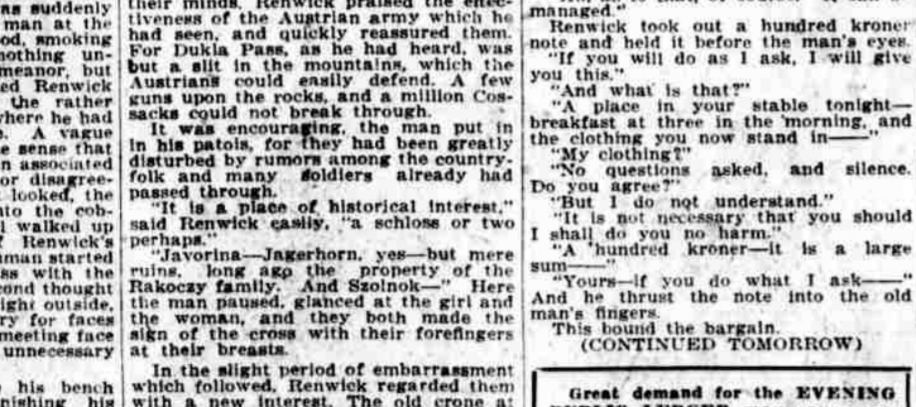 as suddenly
man at the
od, smoking
nothing un-
meanor, but
ed Renwick
the rather
where he had
A vague
e sense that
n associated
or disagree-
looked, the
nto the cob-
l walked up
Renwick's
man started
ss with the
cond thought
ight outside,
ry for faces
meeting face
unnecessary
his bench
nishing his
their minds, Renwick praised the effec-
tiveness of the Austrian army which he
had seen, and quickly reassured them.
For Dukla Pass, as he had heard, was
but a slit in the mountains, which the
Austrians could easily defend. A few
guns upon the rocks, and a million Cos-
sacks could not break through.
It was encouraging, the man put in
in his patois, for they had been greatly
disturbed by rumors among the country-
folk and many soldiers already had
passed through.
"It is a place of historical interest,"
said Renwick easily, "a schloss or two
perhaps."
"Javorina—Jagerhorn, yes—but mere
ruins, long ago the property of the
Rakoczy family. And Szolnok—" Here
the man paused, glanced at the girl and
the woman, and they both made the
sign of the cross with their forefingers
at their breasts.
In the slight period of embarrassment
which followed, Renwick regarded them
with a new interest. The old crone at
managed."
Renwick took out a hundred kroner
note and held it before the man's eyes.
"If you will do as I ask, I will give
you this."
"And what is that?"
"A place in your stable tonight—
breakfast at three in the morning, and
the clothing you now stand in——"
"My clothing?"
"No questions asked, and silence.
Do you agree?"
"But I do not understand."
"It is not necessary that you should
I shall do you no harm."
"A hundred kroner—it is a large
sum——"
"Yours—if you do what I ask——"
And he thrust the note into the old
man's fingers.
This bound the bargain.
(CONTINUED TOMORROW)
Great demand for the EVENING